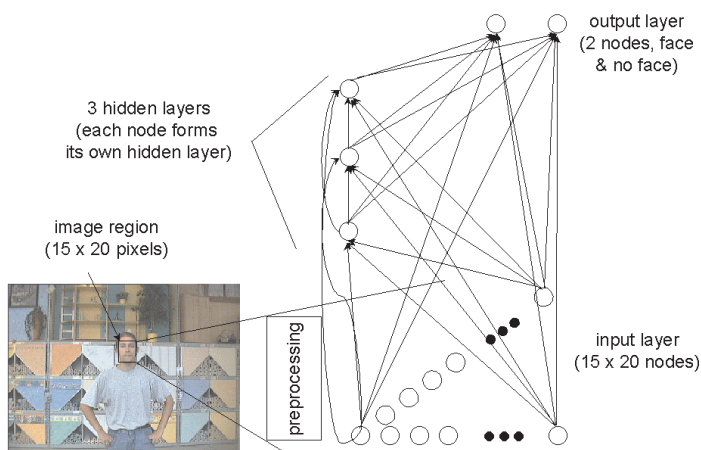 output layer
(2 nodes, face
& no face)
3 hidden layers
(each node forms
its own hidden layer)
image region
(15 x 20 pixels)
preprocessing
input layer
(15 x 20 nodes)